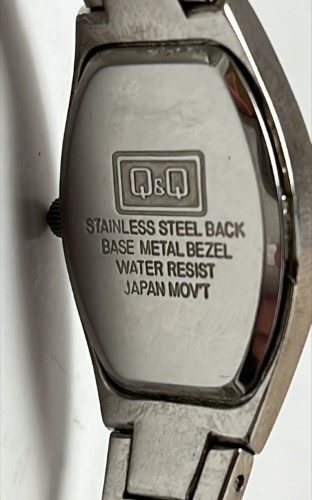 Q&Q
STAINLESS STEEL BACK
BASE METAL BEZEL
WATER RESIST
JAPAN MOV'T